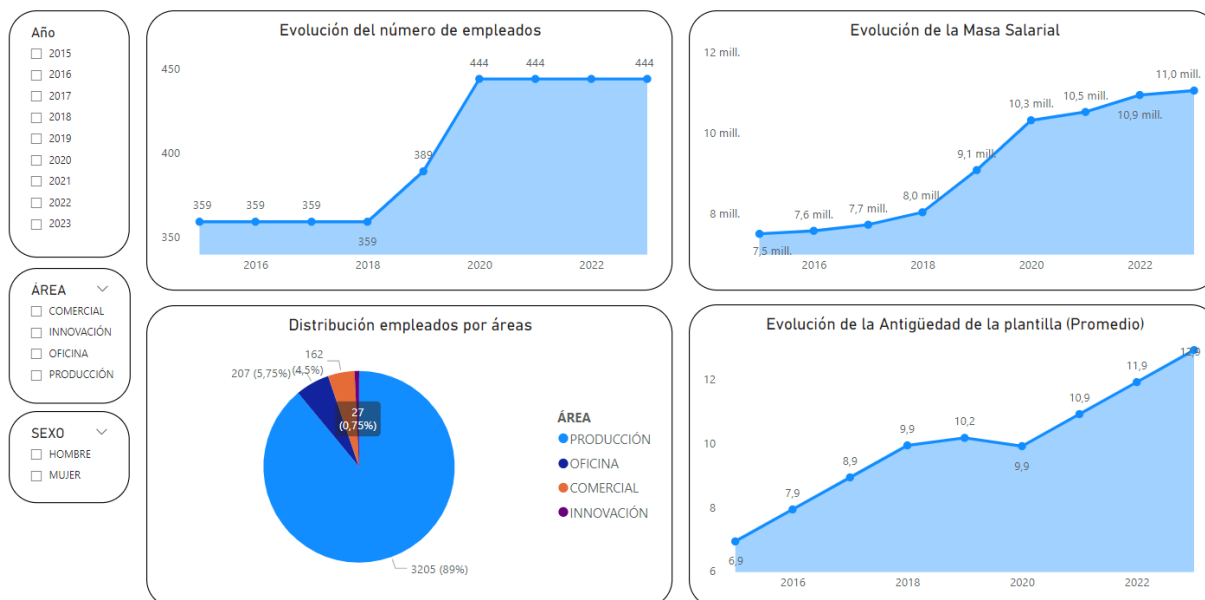 Año
2015
2016
2017
2018
2019
2020
2021
2022
2023
ÁREA
COMERCIAL
INNOVACIÓN
OFICINA
PRODUCCIÓN
SEXO
HOMBRE
MUJER
Evolución del número de empleados
450
400
350
359
359
359
359
389
444
444
444
2016
2018
2020
2022
Evolución de la Masa Salarial
12 mill.
10 mill.
8 mill.
7,5 mill.
7,6 mill.
7,7 mill.
8,0 mill.
9,1 mill.
10,3 mill.
10,5 mill.
10,9 mill.
11,0 mill.
2016
2018
2020
2022
Distribución empleados por áreas
162
(4,5%)
207 (5,75%)
27
(0,75%)
3205 (89%)
ÁREA
PRODUCCIÓN
OFICINA
COMERCIAL
INNOVACIÓN
Evolución de la Antigüedad de la plantilla (Promedio)
12
10
8
6
6,9
7,9
8,9
9,9
10,2
9,9
10,9
11,9
12,9
2016
2018
2020
2022